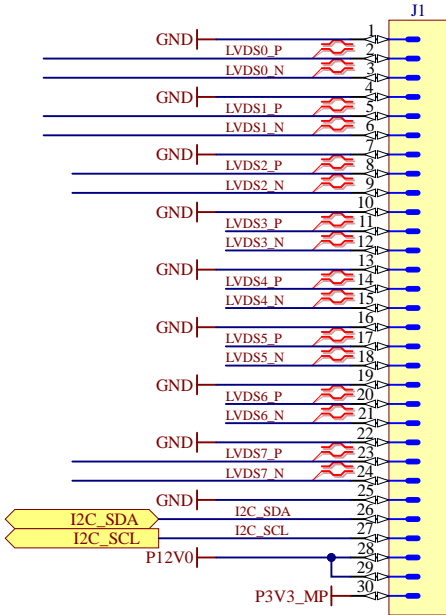 J1
GND 1
LVDS0_P 2
LVDS0_N 3
GND 4
LVDS1_P 5
LVDS1_N 6
GND 7
LVDS2_P 8
LVDS2_N 9
GND 10
LVDS3_P 11
LVDS3_N 12
GND 13
LVDS4_P 14
LVDS4_N 15
GND 16
LVDS5_P 17
LVDS5_N 18
GND 19
LVDS6_P 20
LVDS6_N 21
GND 22
LVDS7_P 23
LVDS7_N 24
GND 25
I2C_SDA I2C_SDA 26
I2C_SCL I2C_SCL 27
P12V0 28
29
P3V3_MP 30